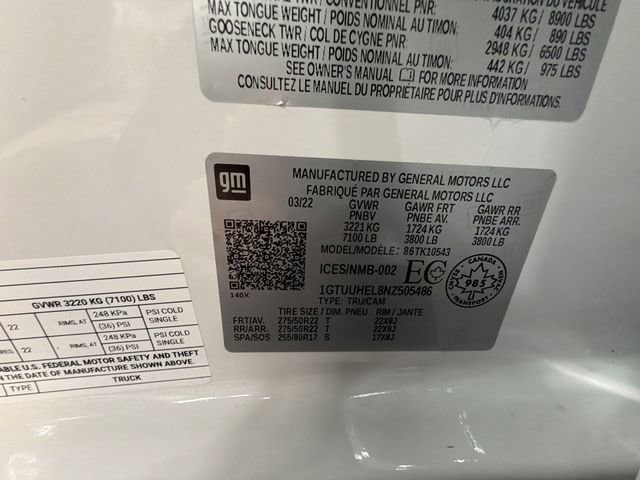 CONVENTIONAL TWR / CONVENTIONNEL PNR: 4037 KG / 8900 LBS
MAX TONGUE WEIGHT / POIDS NOMINAL AU TIMON: 404 KG / 890 LBS
GOOSENECK TWR / COL DE CYGNE PNR: 2948 KG / 6500 LBS
MAX TONGUE WEIGHT / POIDS NOMINAL AU TIMON: 442 KG / 975 LBS
SEE OWNER'S MANUAL FOR MORE INFORMATION
CONSULTEZ LE MANUEL DU PROPRIETAIRE POUR PLUS D'INFORMATIONS.
gm
MANUFACTURED BY GENERAL MOTORS LLC
FABRIQUÉ PAR GENERAL MOTORS LLC
03/22 GVWR GAWR FRT GAWR RR
PNBV PNBE AV. PNBE ARR.
3221 KG 1724 KG 1724 KG
7100 LB 3800 LB 3800 LB
MODEL/MODÈLE: 86TK10543
ICES/NMB-002 EC
CANADA
985
TRANSPORT
140X
1GTUUHEL8NZ505486
TYPE: TRU/CAM
TIRE SIZE / DIM. PNEU RIM / JANTE
FRT/AV. 275/50R22 T 22X9J
RR/ARR. 275/50R22 T 22X9J
SPA/SOS 255/80R17 S 17X8J
GVWR 3220 KG (7100) LBS
22 RIMS, AT 248 KPa (36) PSI PSI COLD SINGLE
22 RIMS, AT 248 KPa (36) PSI PSI COLD SINGLE
ABLE U.S. FEDERAL MOTOR SAFETY AND THEFT
N THE DATE OF MANUFACTURE SHOWN ABOVE.
TYPE TRUCK